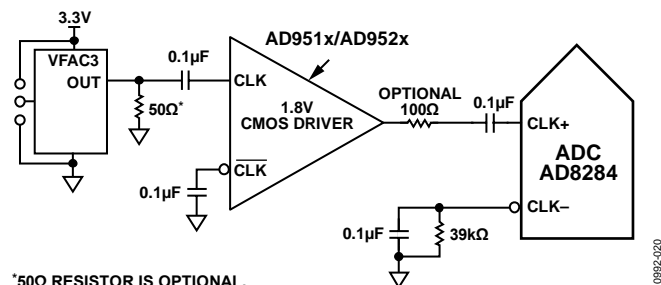 3.3V
VFAC3
OUT
50Ω*
0.1µF
AD951x/AD952x
CLK
1.8V
CMOS DRIVER
CLK
0.1µF
OPTIONAL
100Ω
0.1µF
CLK+
ADC
AD8284
CLK–
0.1µF
39kΩ
*50Ω RESISTOR IS OPTIONAL.
0992-020